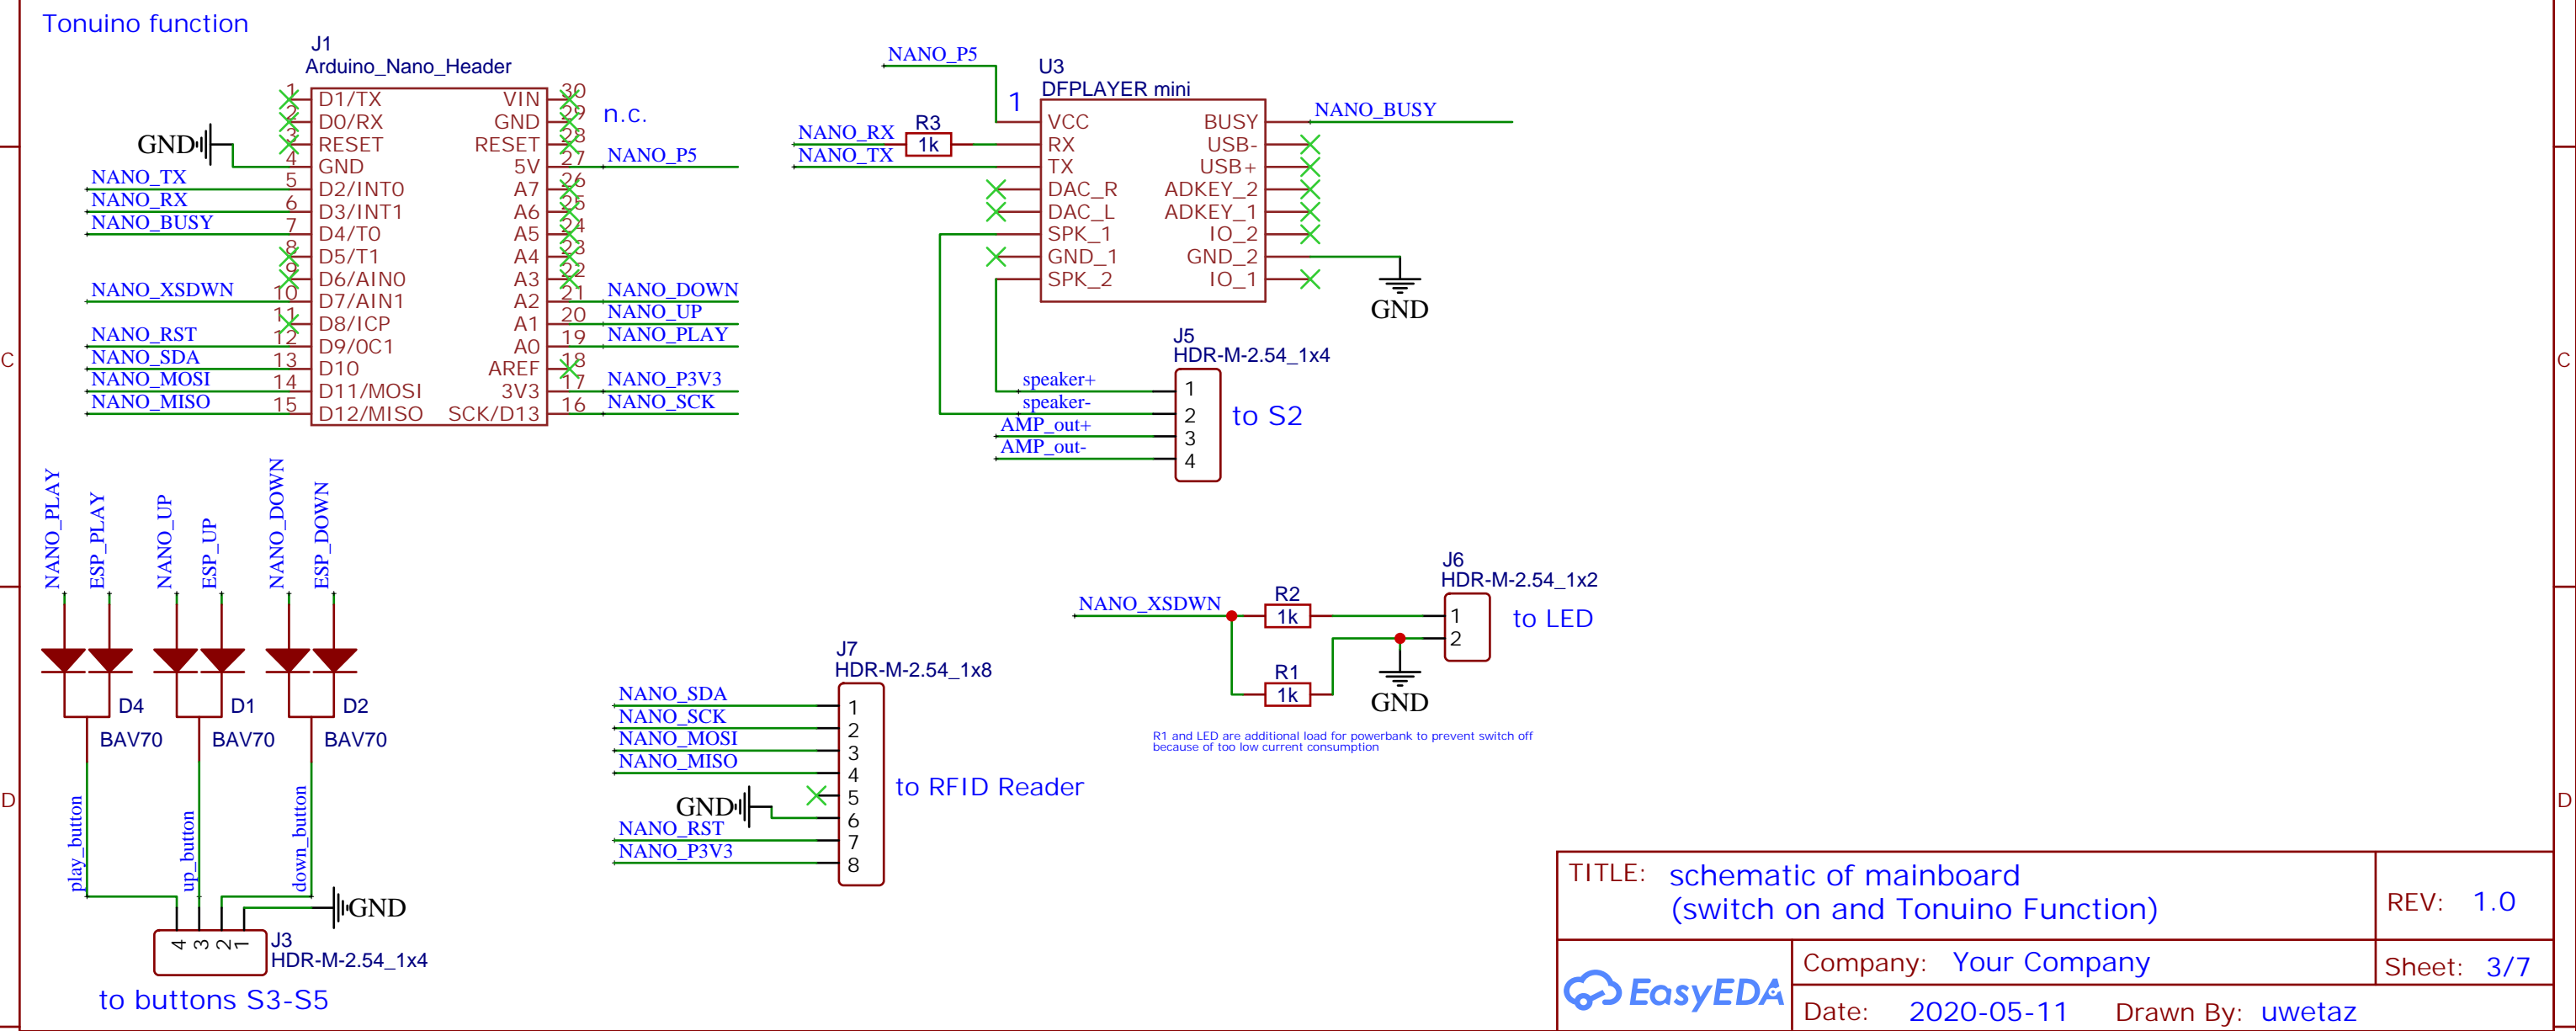 Tonuino function
J1
Arduino_Nano_Header
1 D1/TX VIN 30
2 D0/RX GND 29
n.c.
3 RESET RESET 28
GND
4 GND 5V 27 NANO_P5
NANO_TX 5 D2/INT0 A7 26
NANO_RX 6 D3/INT1 A6 25
NANO_BUSY 7 D4/T0 A5 24
8 D5/T1 A4 23
9 D6/AIN0 A3 22
NANO_XSDWN 10 D7/AIN1 A2 21 NANO_DOWN
11 D8/ICP A1 20 NANO_UP
NANO_RST 12 D9/OC1 A0 19 NANO_PLAY
NANO_SDA 13 D10 AREF 18
NANO_MOSI 14 D11/MOSI 3V3 17 NANO_P3V3
NANO_MISO 15 D12/MISO SCK/D13 16 NANO_SCK
NANO_P5
U3
DFPLAYER mini
1
VCC BUSY NANO_BUSY
NANO_RX R3 1k RX USB-
NANO_TX TX USB+
DAC_R ADKEY_2
DAC_L ADKEY_1
SPK_1 IO_2
GND_1 GND_2
SPK_2 IO_1
GND
J5
HDR-M-2.54_1x4
speaker+ 1
speaker- 2
to S2
AMP_out+ 3
AMP_out- 4
NANO_PLAY
ESP_PLAY
NANO_UP
ESP_UP
NANO_DOWN
ESP_DOWN
D4
BAV70
D1
BAV70
D2
BAV70
play_button
up_button
down_button
GND
4 3 2 1
J3
HDR-M-2.54_1x4
to buttons S3-S5
J7
HDR-M-2.54_1x8
NANO_SDA 1
NANO_SCK 2
NANO_MOSI 3
NANO_MISO 4
to RFID Reader
5
GND 6
NANO_RST 7
NANO_P3V3 8
J6
HDR-M-2.54_1x2
NANO_XSDWN R2 1k 1
to LED
2
R1 1k
GND
R1 and LED are additional load for powerbank to prevent switch off
because of too low current consumption
TITLE: schematic of mainboard
(switch on and Tonuino Function)
REV: 1.0
EasyEDA
Company: Your Company
Sheet: 3/7
Date: 2020-05-11 Drawn By: uwetaz
C
C
D
D